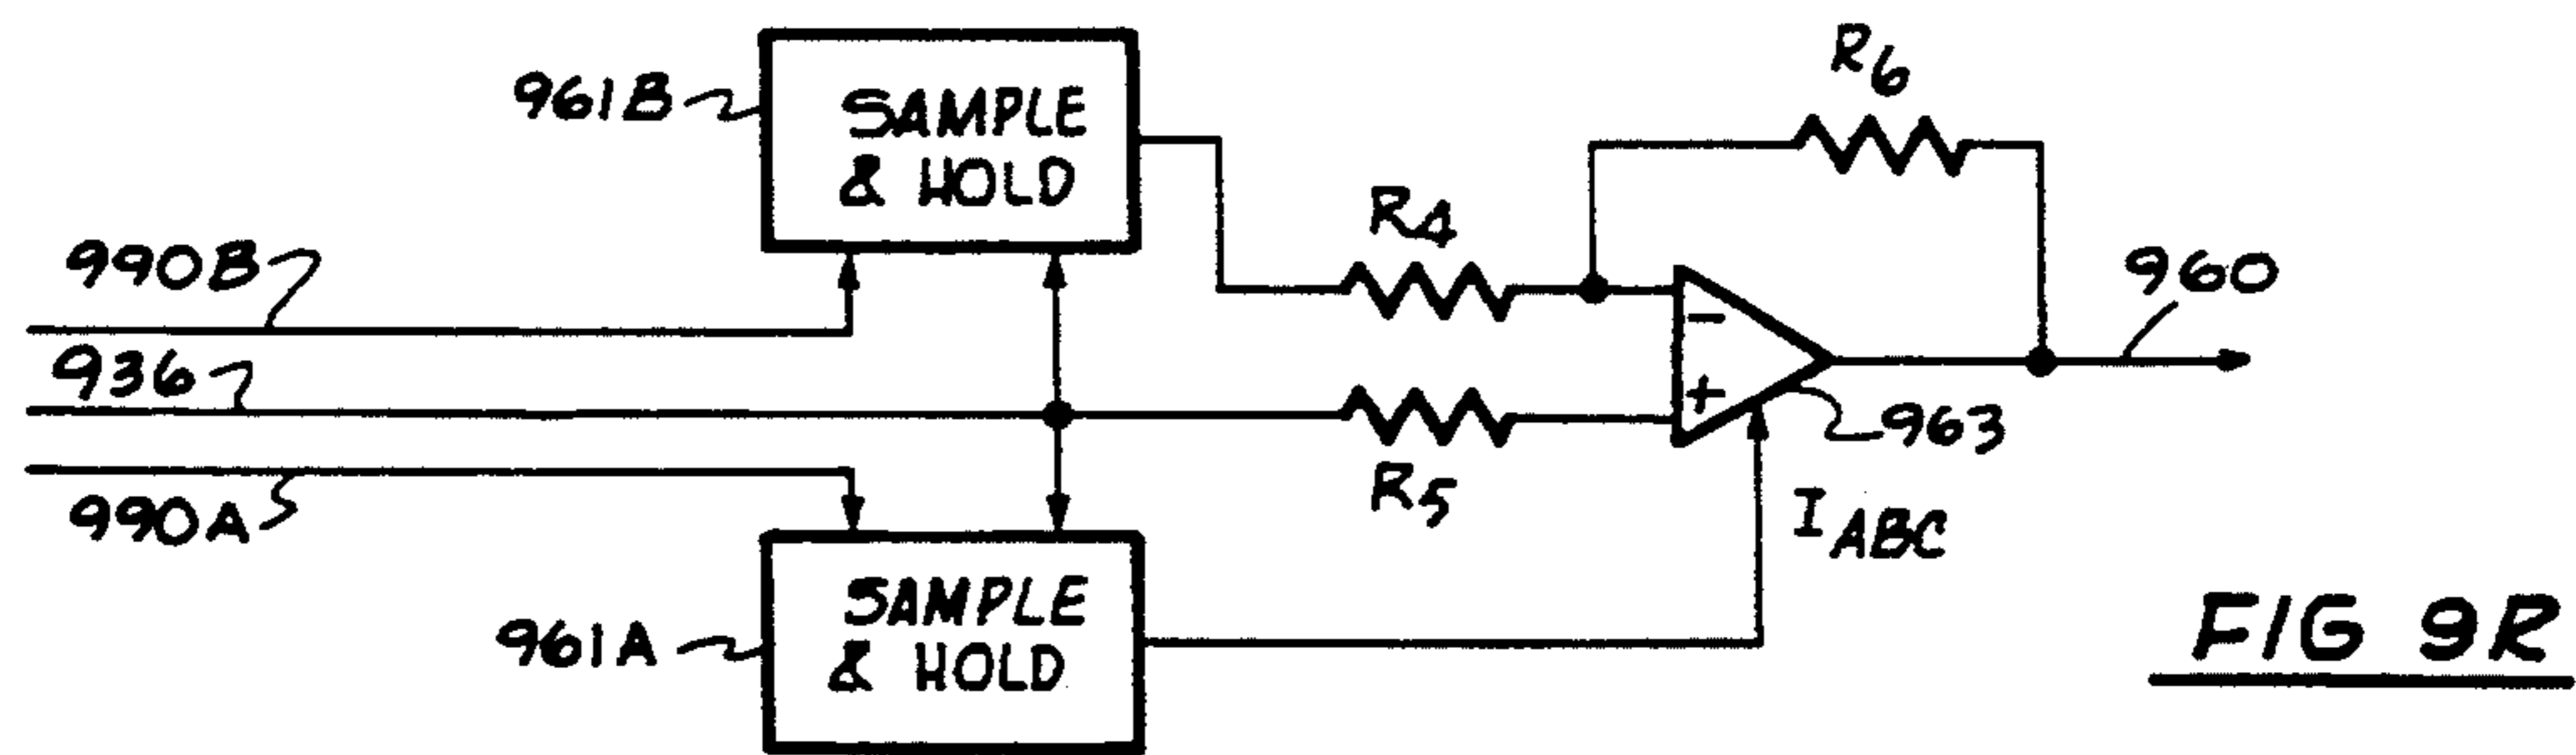 961B
SAMPLE
& HOLD
R6
R4
990B
936
990A
960
-
+
963
R5
IABC
961A
SAMPLE
& HOLD
FIG 9R